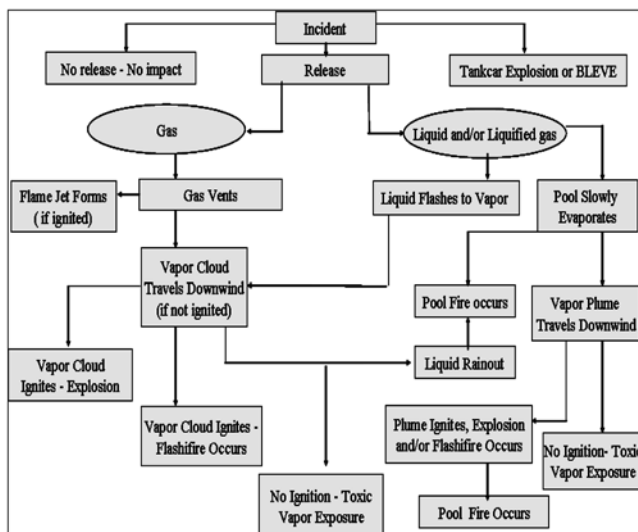 Incident
No release - No impact
Release
Tankcar Explosion or BLEVE
Gas
Liquid and/or Liquified gas
Flame Jet Forms
( if ignited)
Gas Vents
Liquid Flashes to Vapor
Pool Slowly
Evaporates
Vapor Cloud
Travels Downwind
(if not ignited)
Pool Fire occurs
Vapor Plume
Travels Downwind
Vapor Cloud
Ignites - Explosion
Liquid Rainout
Vapor Cloud Ignites -
Flashifire Occurs
Plume Ignites, Explosion
and/or Flashifire Occurs
No Ignition- Toxic
Vapor Exposure
No Ignition - Toxic
Vapor Exposure
Pool Fire Occurs